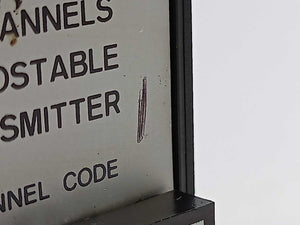 ANNELS
OSTABLE
SMITTER
NNEL CODE